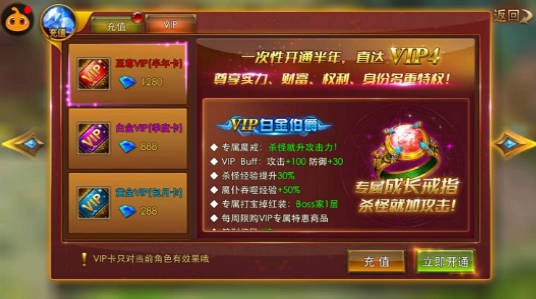 充值
充值
VIP
返回
至尊VIP(半年卡)
1280
白金VIP(季度卡)
888
黄金VIP(包月卡)
288
一次性开通半年，直达 VIP4
尊享实力、财富、权利、身份多重特权！
VIP 白金伯爵
◆ 专属魔戒：杀怪就升攻击力！
◆ VIP Buff：攻击+100 防御+30
◆ 杀怪经验提升30%
◆ 魔仆吞噬经验+50%
◆ 专属打宝掉红装：Boss家1层
◆ 每周限购VIP专属特惠商品
专属成长戒指
杀怪就加攻击！
! VIP卡只对当前角色有效果哦
充值
立即开通